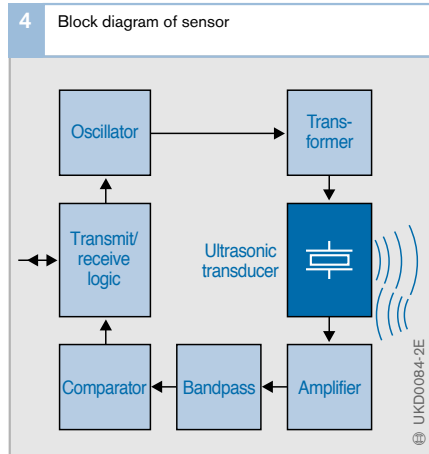 4
Block diagram of sensor
Oscillator
Trans-
former
Transmit/
receive
logic
Ultrasonic
transducer
Comparator
Bandpass
Amplifier
UKD0084-2E